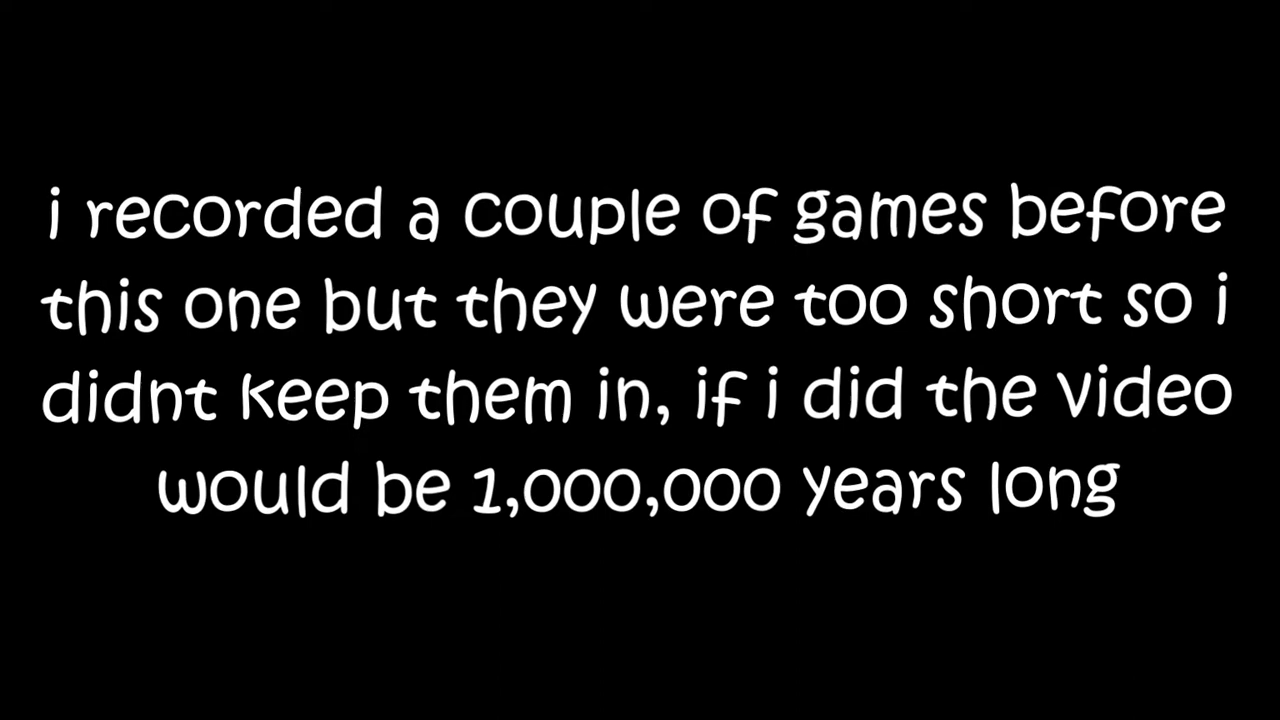 i recorded a couple of games before
this one but they were too short so i
didnt keep them in, if i did the video
would be 1,000,000 years long